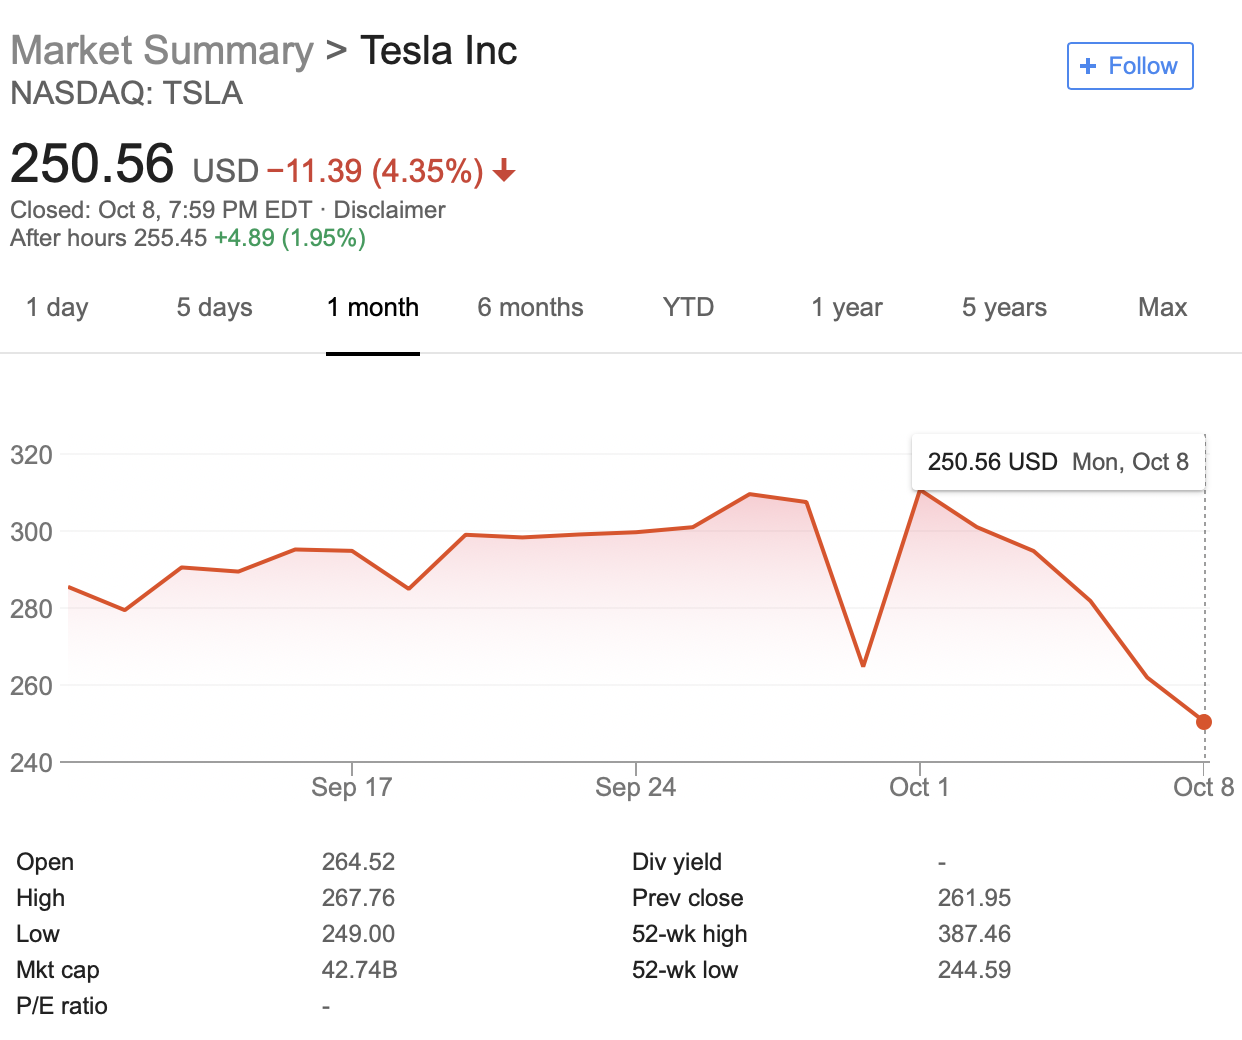 Market Summary > Tesla Inc
NASDAQ: TSLA
+ Follow
250.56 USD −11.39 (4.35%)
Closed: Oct 8, 7:59 PM EDT · Disclaimer
After hours 255.45 +4.89 (1.95%)
1 day 5 days 1 month 6 months YTD 1 year 5 years Max
250.56 USD Mon, Oct 8
320
300
280
260
240
Sep 17 Sep 24 Oct 1 Oct 8
Open 264.52
High 267.76
Low 249.00
Mkt cap 42.74B
P/E ratio -
Div yield -
Prev close 261.95
52-wk high 387.46
52-wk low 244.59